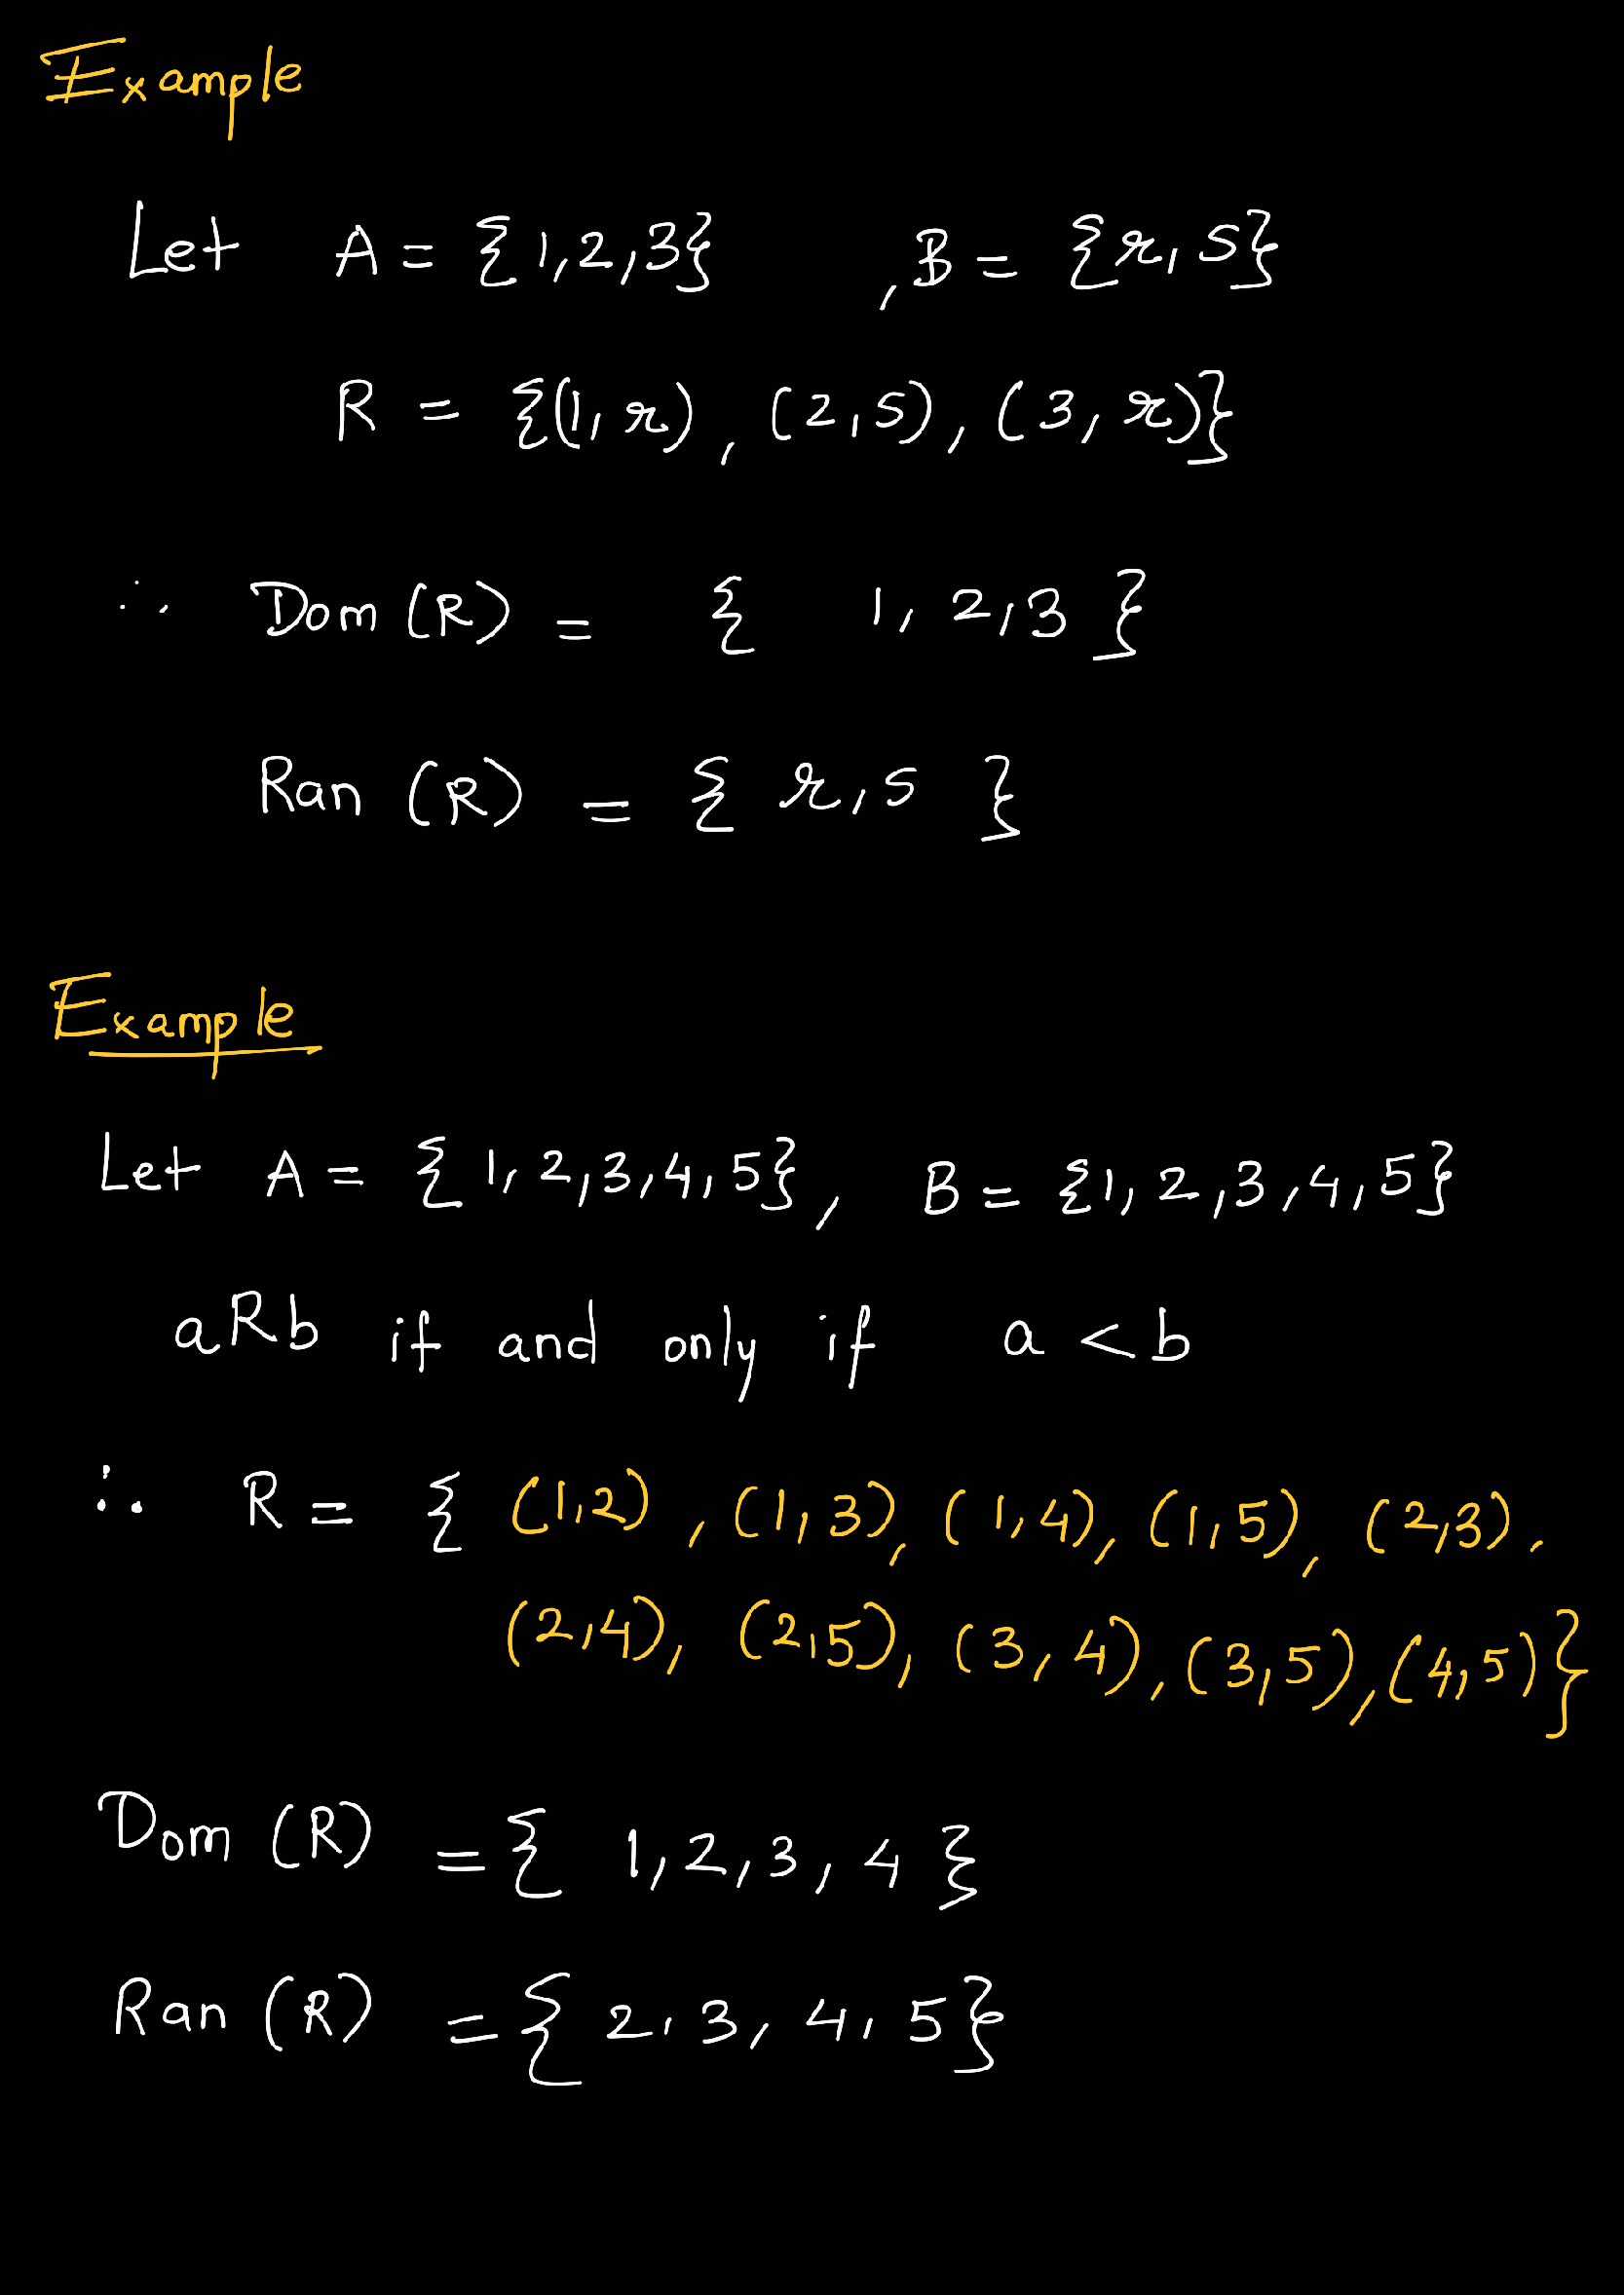 Example
Let A = {1,2,3} , B = {r, s}
R = {(1, r), (2, s), (3, r)}
∴ Dom (R) = { 1, 2, 3 }
Ran (R) = { r, s }
Example
Let A = { 1, 2, 3, 4, 5}, B = {1, 2, 3, 4, 5}
aRb if and only if a < b
∴ R = { (1,2), (1,3), (1,4), (1,5), (2,3),
(2,4), (2,5), (3,4), (3,5), (4,5)}
Dom (R) = { 1, 2, 3, 4 }
Ran (R) = { 2, 3, 4, 5}